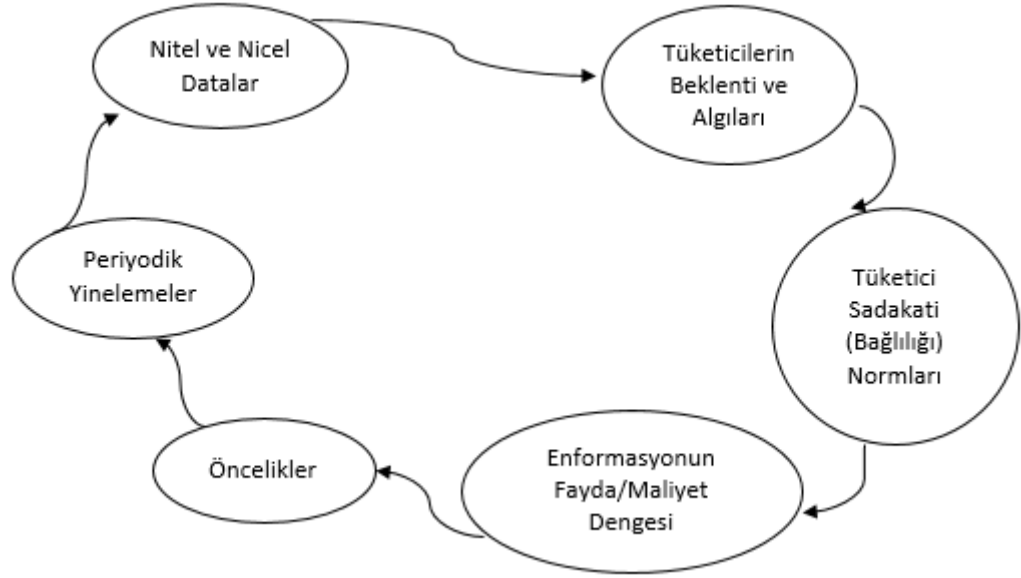 Nitel ve Nicel
Datalar
Tüketicilerin
Beklenti ve
Algıları
Tüketici
Sadakati
(Bağlılığı)
Normları
Enformasyonun
Fayda/Maliyet
Dengesi
Öncelikler
Periyodik
Yinelemeler